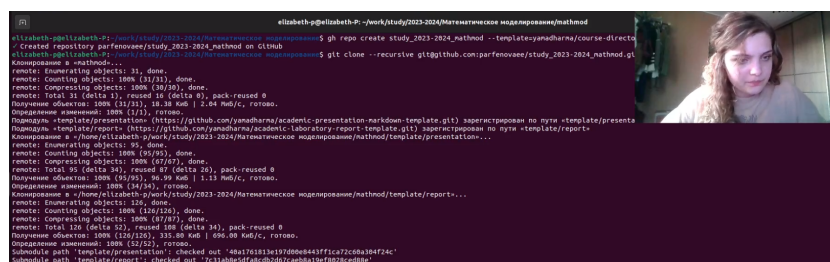 elizabeth-p@elizabeth-P: ~/work/study/2023-2024/Математическое моделирование/mathmod
elizabeth-p@elizabeth-P:~/work/study/2023-2024/Математическое моделирование$ gh repo create study_2023-2024_mathmod --template=yamadharma/course-directo
✓ Created repository parfenovaee/study_2023-2024_mathmod on GitHub
elizabeth-p@elizabeth-P:~/work/study/2023-2024/Математическое моделирование$ git clone --recursive git@github.com:parfenovaee/study_2023-2024_mathmod.gi
Клонирование в «mathmod»...
remote: Enumerating objects: 31, done.
remote: Counting objects: 100% (31/31), done.
remote: Compressing objects: 100% (30/30), done.
remote: Total 31 (delta 1), reused 16 (delta 0), pack-reused 0
Получение объектов: 100% (31/31), 18.38 КиБ | 2.04 МиБ/с, готово.
Определение изменений: 100% (1/1), готово.
Подмодуль «template/presentation» (https://github.com/yamadharma/academic-presentation-markdown-template.git) зарегистрирован по пути «template/presenta
Подмодуль «template/report» (https://github.com/yamadharma/academic-laboratory-report-template.git) зарегистрирован по пути «template/report»
Клонирование в «/home/elizabeth-p/work/study/2023-2024/Математическое моделирование/mathmod/template/presentation»...
remote: Enumerating objects: 95, done.
remote: Counting objects: 100% (95/95), done.
remote: Compressing objects: 100% (67/67), done.
remote: Total 95 (delta 34), reused 87 (delta 26), pack-reused 0
Получение объектов: 100% (95/95), 96.99 КиБ | 1.13 МиБ/с, готово.
Определение изменений: 100% (34/34), готово.
Клонирование в «/home/elizabeth-p/work/study/2023-2024/Математическое моделирование/mathmod/template/report»...
remote: Enumerating objects: 126, done.
remote: Counting objects: 100% (126/126), done.
remote: Compressing objects: 100% (87/87), done.
remote: Total 126 (delta 52), reused 108 (delta 34), pack-reused 0
Получение объектов: 100% (126/126), 335.80 КиБ | 696.00 КиБ/с, готово.
Определение изменений: 100% (52/52), готово.
Submodule path 'template/presentation': checked out '40a1761813e197d00e8443ff1ca72c60a304f24c'
Submodule path 'template/report': checked out '7c31ab8e5dfa8cdb2d67caeb8a19ef8028ced88e'